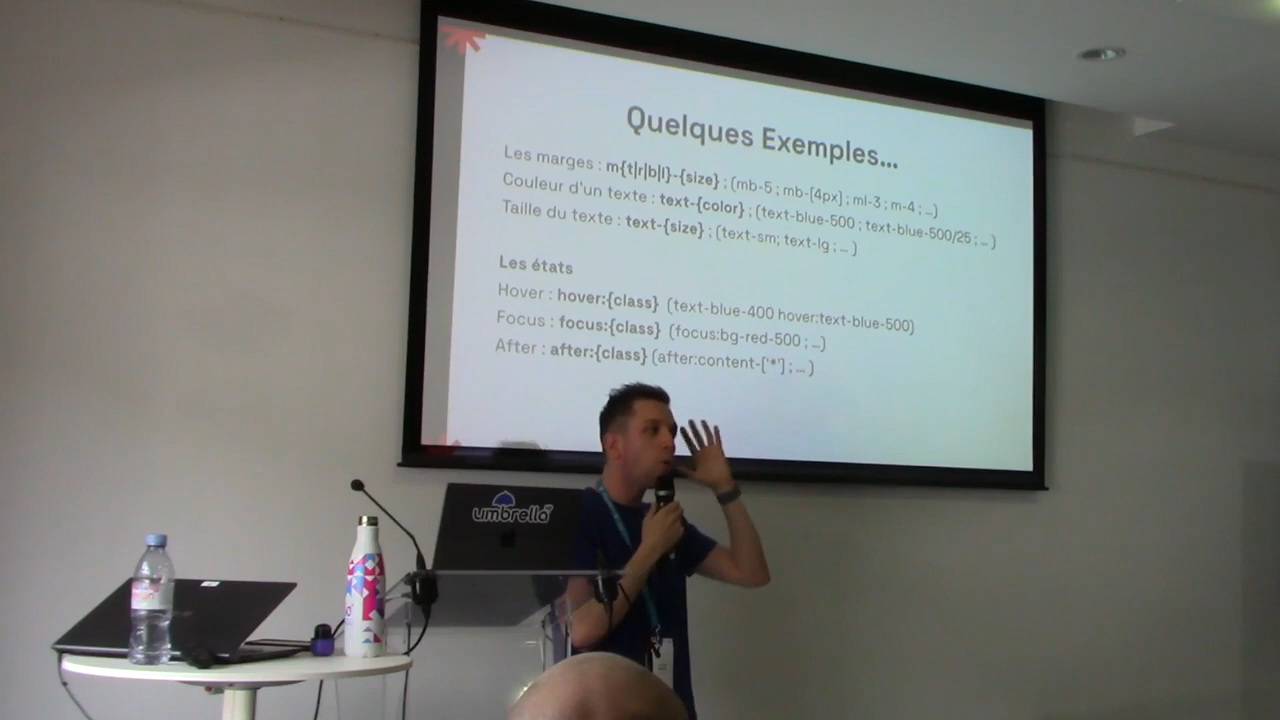 Quelques Exemples...
Les marges : m{t|r|b|l}-{size} ; (mb-5 ; mb-[4px] ; ml-3 ; m-4 ; ...)
Couleur d'un texte : text-{color} ; (text-blue-500 ; text-blue-500/25 ; ... )
Taille du texte : text-{size} ; (text-sm; text-lg ; ... )
Les états
Hover : hover:{class} (text-blue-400 hover:text-blue-500)
Focus : focus:{class} (focus:bg-red-500 ; ...)
After : after:{class} (after:content-['*'] ; ... )
umbrella